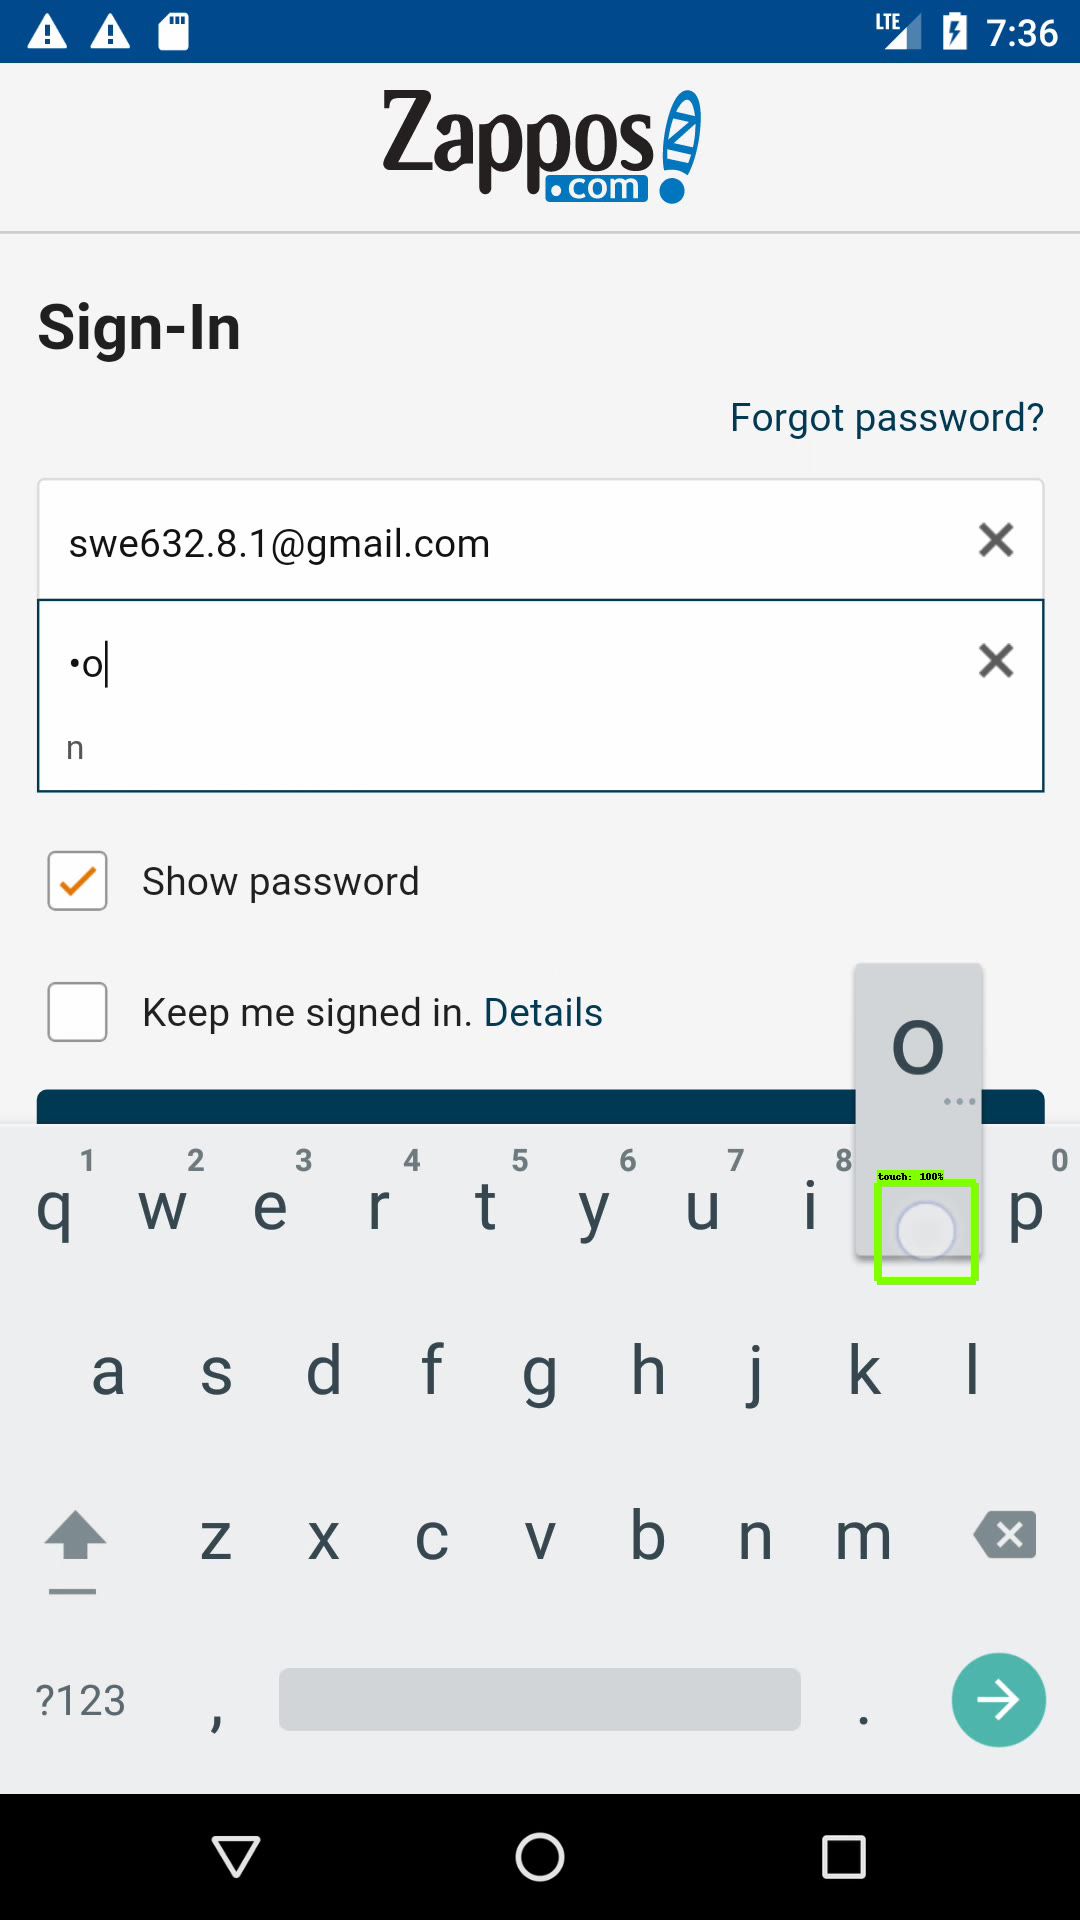 LTE 7:36
Zappos
.com
Sign-In
Forgot password?
swe632.8.1@gmail.com
•o
n
Show password
Keep me signed in. Details
o
...
touch: 100%
1 2 3 4 5 6 7 8 0
q w e r t y u i p
a s d f g h j k l
z x c v b n m
?123 , .